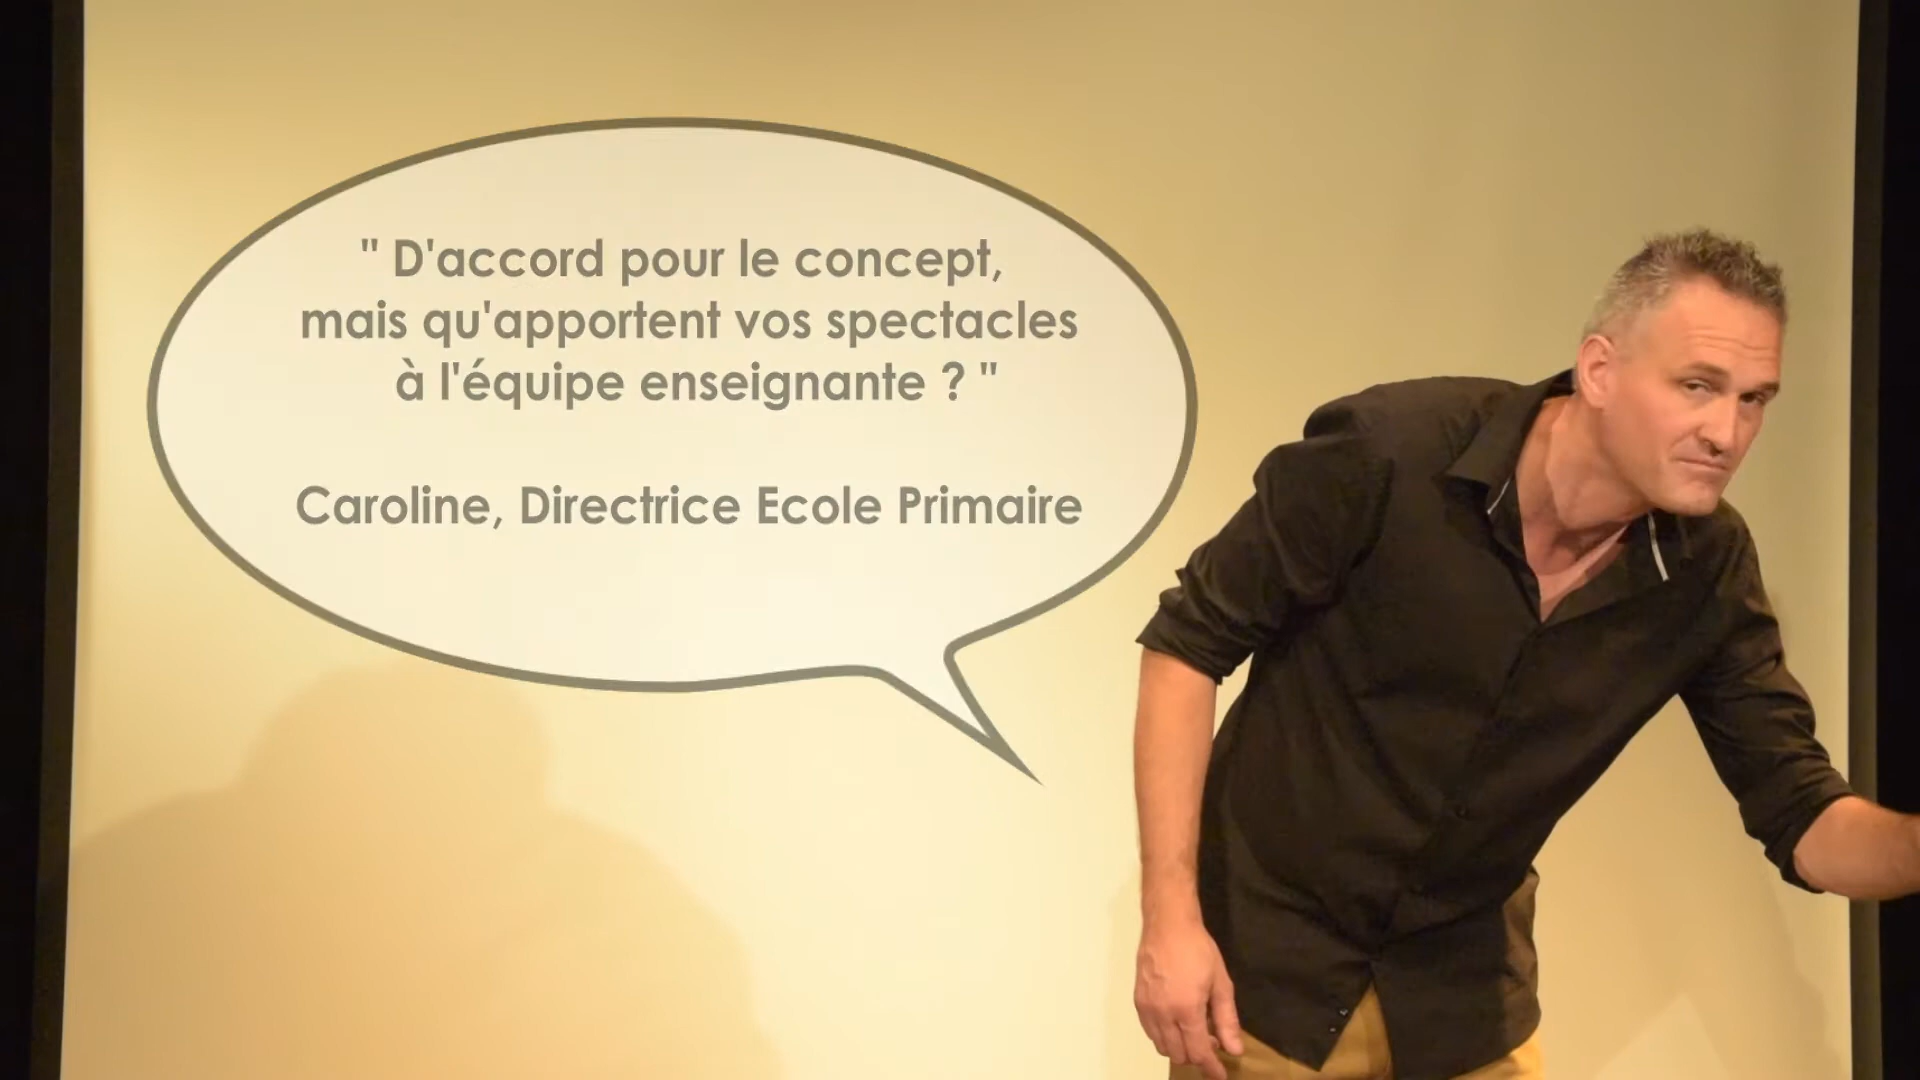 " D'accord pour le concept,
mais qu'apportent vos spectacles
à l'équipe enseignante ? "
Caroline, Directrice Ecole Primaire